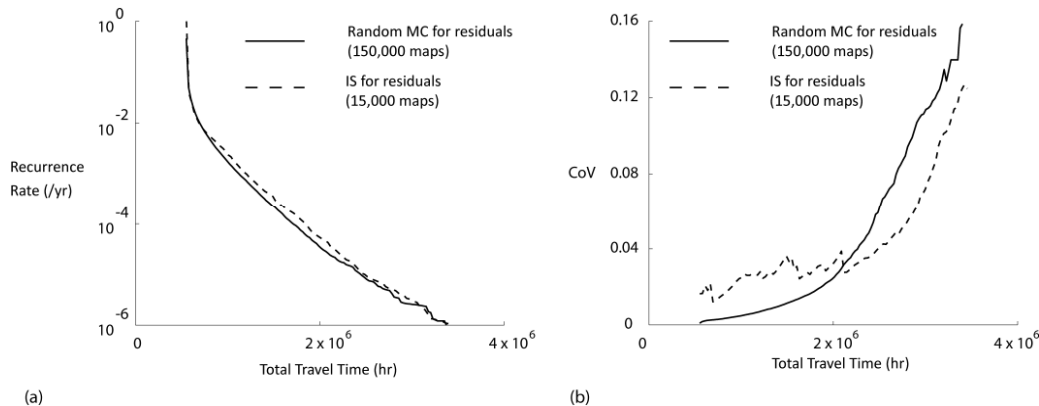 10 0
10 -2
10 -4
10 -6
Recurrence
Rate (/yr)
Random MC for residuals
(150,000 maps)
IS for residuals
(15,000 maps)
0
2 x 10 6
4 x 10 6
Total Travel Time (hr)
(a)
0.16
0.12
0.08
0.04
0
CoV
Random MC for residuals
(150,000 maps)
IS for residuals
(15,000 maps)
0
2 x 10 6
4 x 10 6
Total Travel Time (hr)
(b)